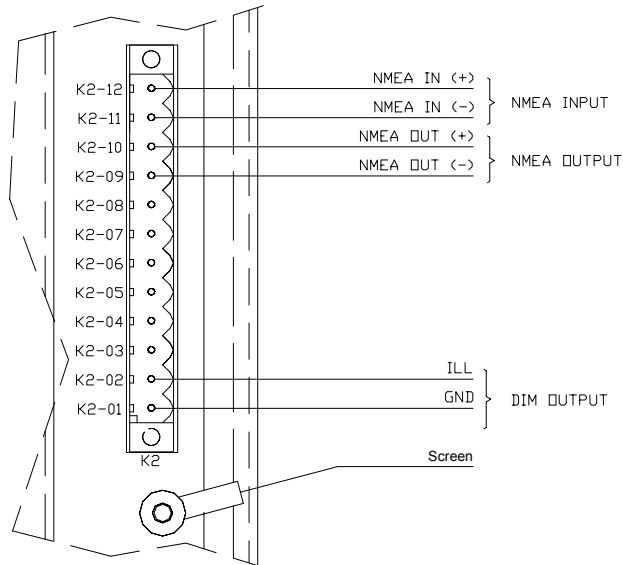 K2-12 NMEA IN (+)
K2-11 NMEA IN (-) NMEA INPUT
K2-10 NMEA OUT (+)
K2-09 NMEA OUT (-) NMEA OUTPUT
K2-08
K2-07
K2-06
K2-05
K2-04
K2-03
K2-02 ILL
K2-01 GND DIM OUTPUT
K2
Screen